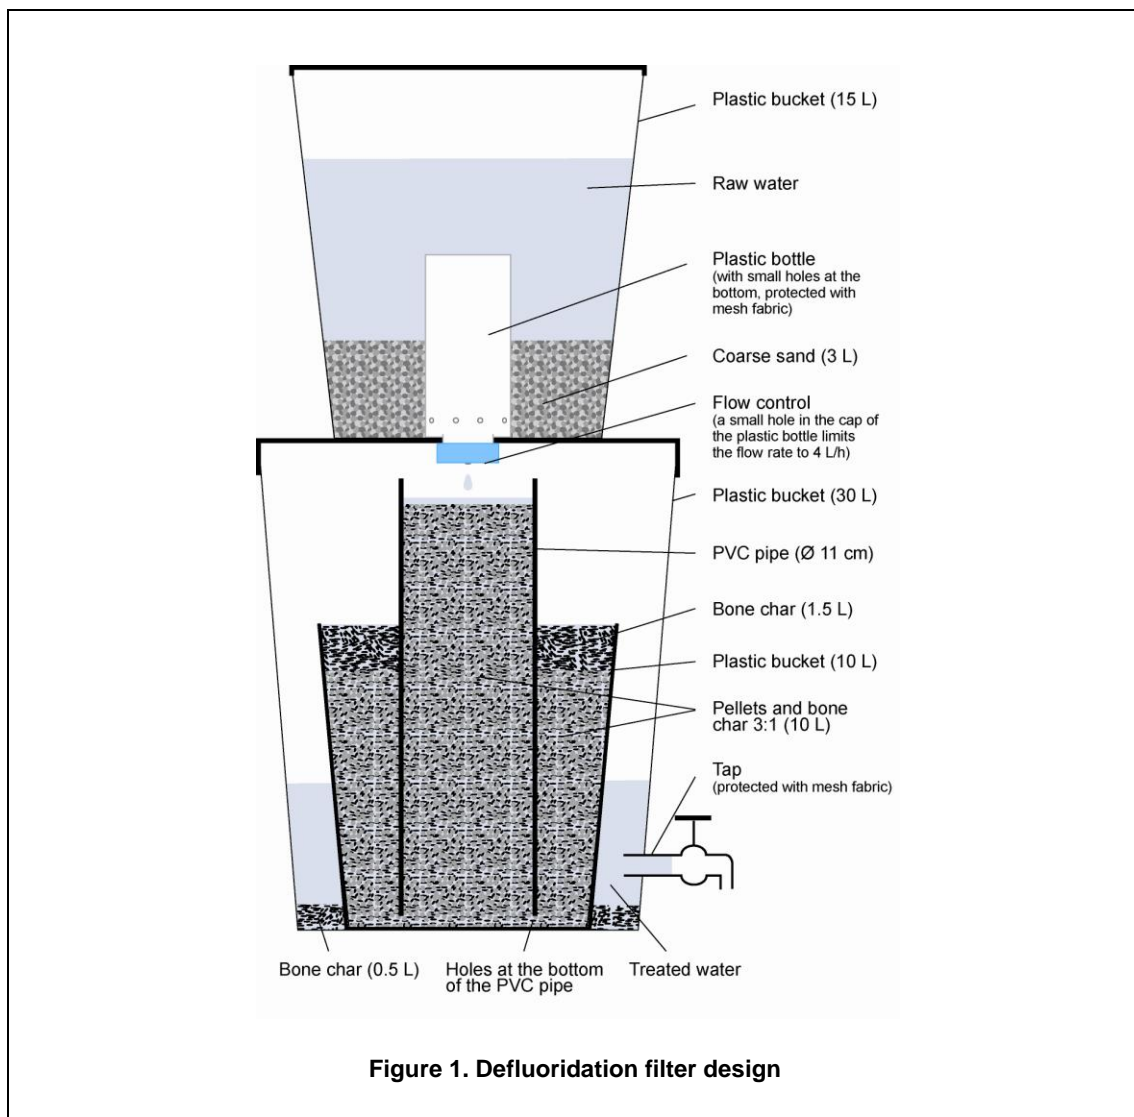 Plastic bucket (15 L)
Raw water
Plastic bottle
(with small holes at the
bottom, protected with
mesh fabric)
Coarse sand (3 L)
Flow control
(a small hole in the cap of
the plastic bottle limits
the flow rate to 4 L/h)
Plastic bucket (30 L)
PVC pipe (Ø 11 cm)
Bone char (1.5 L)
Plastic bucket (10 L)
Pellets and bone
char 3:1 (10 L)
Tap
(protected with mesh fabric)
Bone char (0.5 L)
Holes at the bottom
of the PVC pipe
Treated water
Figure 1. Defluoridation filter design